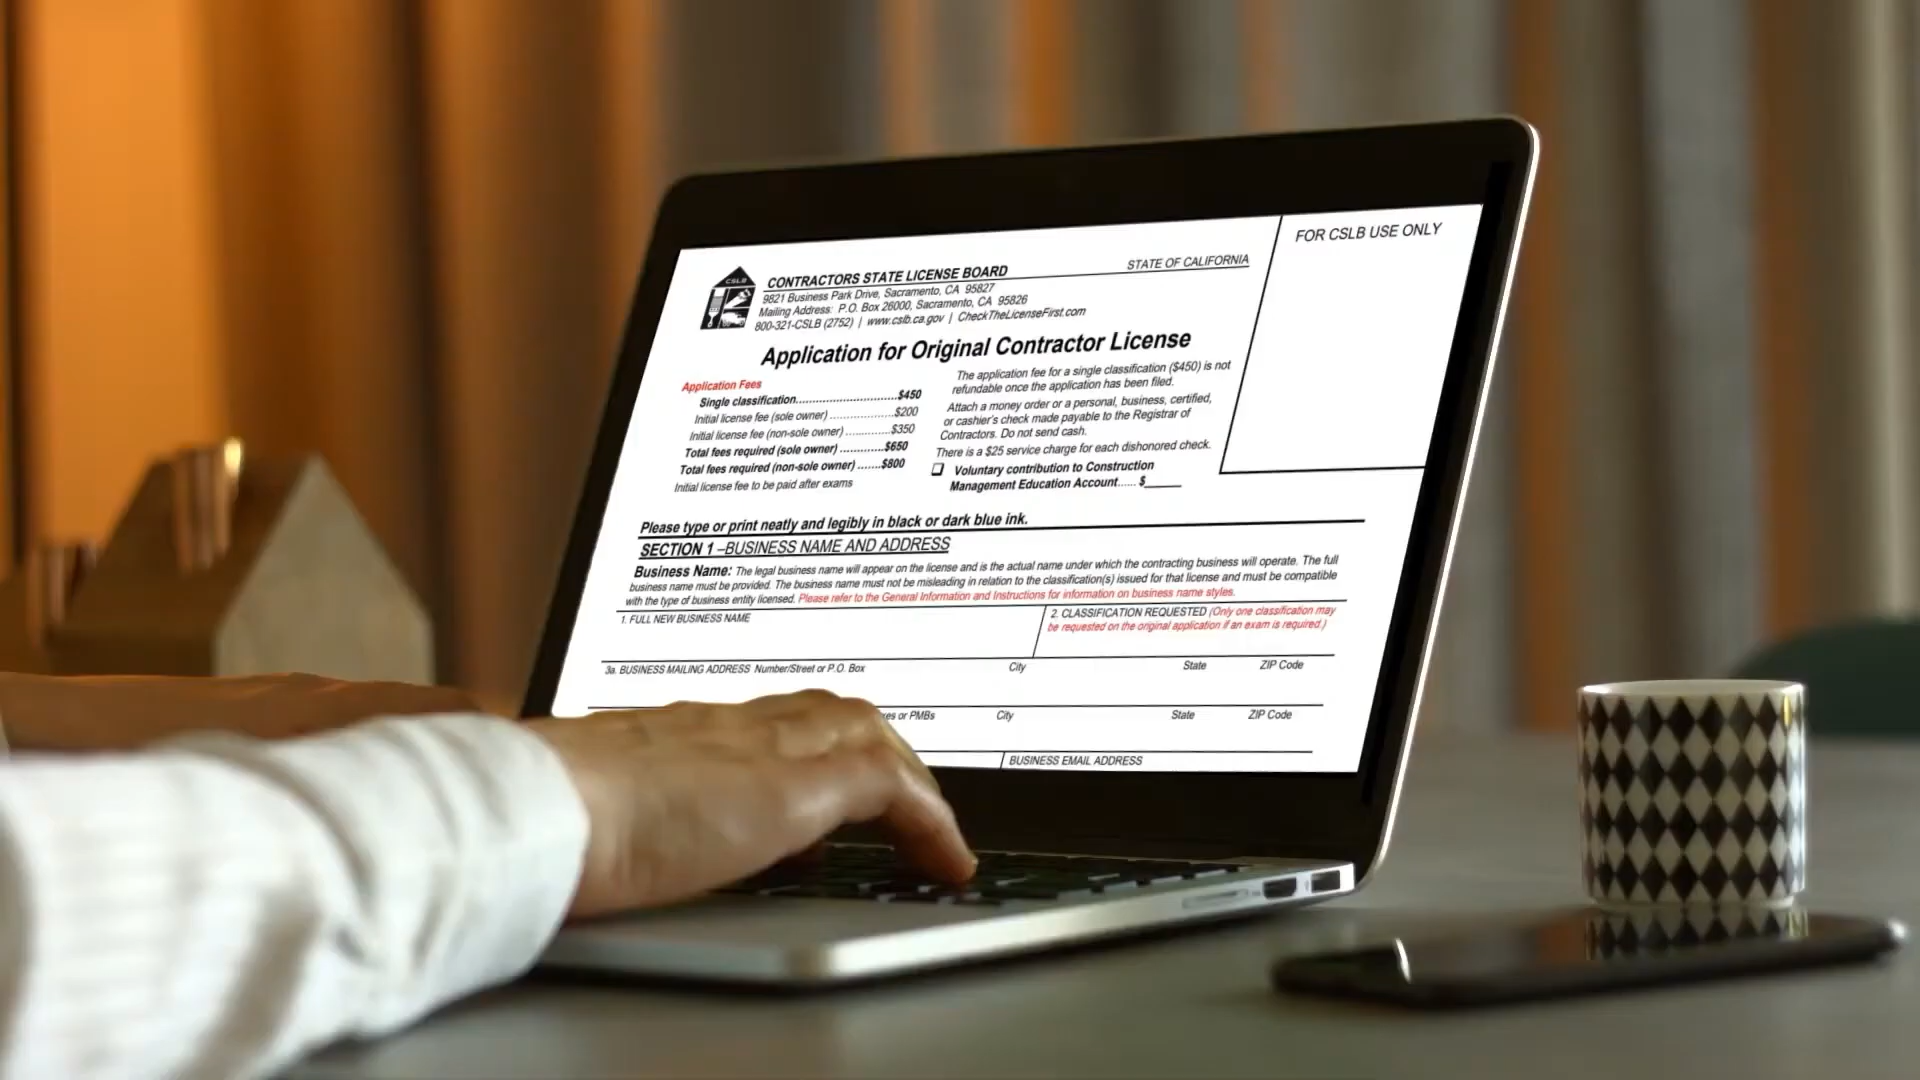 FOR CSLB USE ONLY
CSLB
CONTRACTORS STATE LICENSE BOARD
STATE OF CALIFORNIA
9821 Business Park Drive, Sacramento, CA 95827
Mailing Address: P.O. Box 26000, Sacramento, CA 95826
800-321-CSLB (2752) | www.cslb.ca.gov | CheckTheLicenseFirst.com
Application for Original Contractor License
Application Fees
Single classification..............................$450
Initial license fee (sole owner) ....................$200
Initial license fee (non-sole owner) ..............$350
Total fees required (sole owner) ..............$650
Total fees required (non-sole owner) .......$800
Initial license fee to be paid after exams
The application fee for a single classification ($450) is not
refundable once the application has been filed.
Attach a money order or a personal, business, certified,
or cashier's check made payable to the Registrar of
Contractors. Do not send cash.
There is a $25 service charge for each dishonored check.
❑ Voluntary contribution to Construction
Management Education Account...... $______
Please type or print neatly and legibly in black or dark blue ink.
SECTION 1 –BUSINESS NAME AND ADDRESS
Business Name: The legal business name will appear on the license and is the actual name under which the contracting business will operate. The full
business name must be provided. The business name must not be misleading in relation to the classification(s) issued for that license and must be compatible
with the type of business entity licensed. Please refer to the General Information and Instructions for information on business name styles.
1. FULL NEW BUSINESS NAME
2. CLASSIFICATION REQUESTED (Only one classification may
be requested on the original application if an exam is required.)
3a. BUSINESS MAILING ADDRESS Number/Street or P.O. Box City State ZIP Code
or PMBs City State ZIP Code
BUSINESS EMAIL ADDRESS